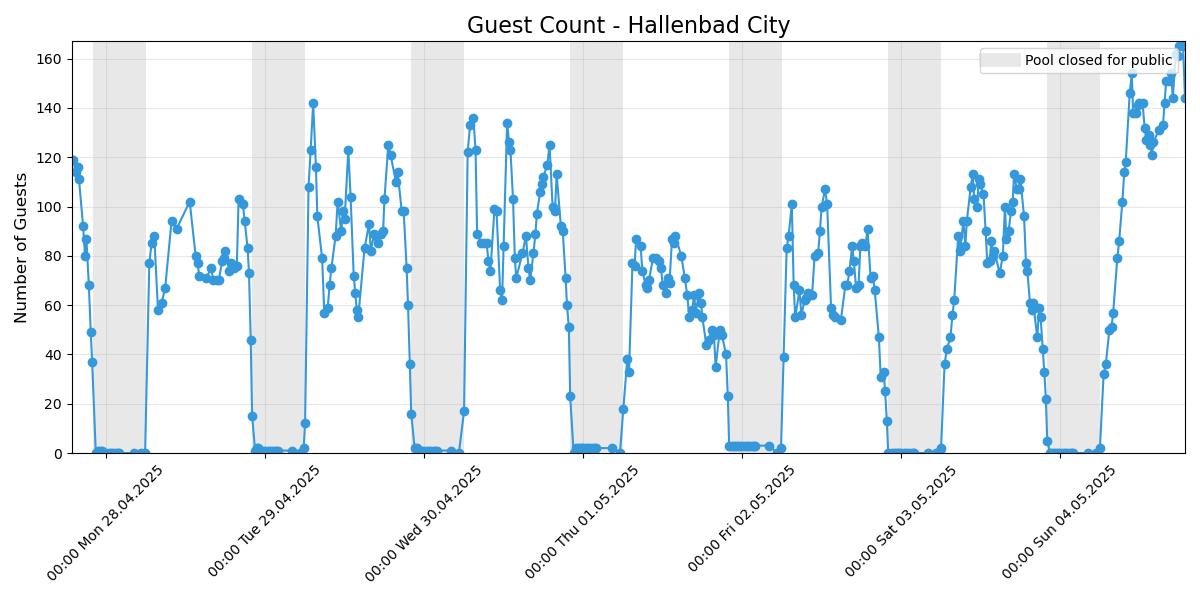 Guest Count - Hallenbad City
Pool closed for public
Number of Guests
160
140
120
100
80
60
40
20
0
00:00 Mon 28.04.2025
00:00 Tue 29.04.2025
00:00 Wed 30.04.2025
00:00 Thu 01.05.2025
00:00 Fri 02.05.2025
00:00 Sat 03.05.2025
00:00 Sun 04.05.2025